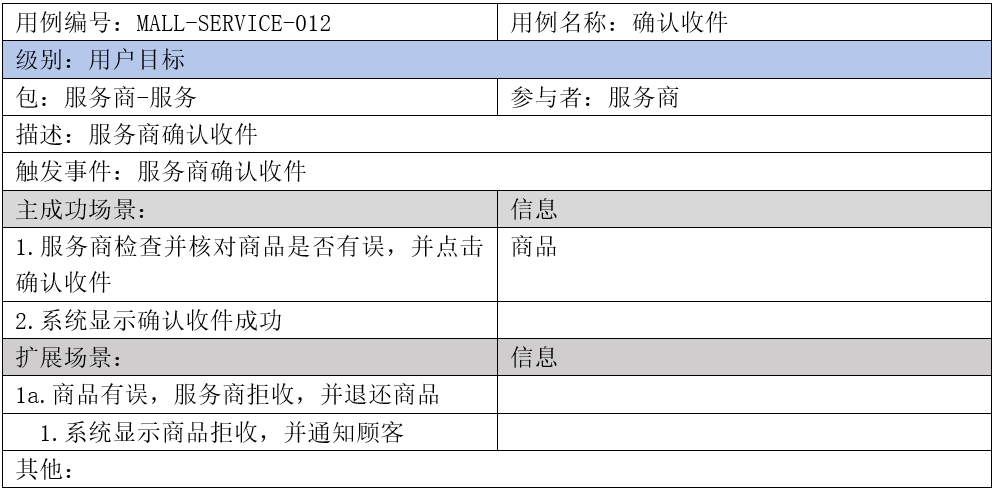 用例编号：MALL-SERVICE-012 用例名称：确认收件
级别：用户目标
包：服务商-服务 参与者：服务商
描述：服务商确认收件
触发事件：服务商确认收件
主成功场景： 信息
1.服务商检查并核对商品是否有误，并点击 商品
确认收件
2.系统显示确认收件成功
扩展场景： 信息
1a.商品有误，服务商拒收，并退还商品
1.系统显示商品拒收，并通知顾客
其他：